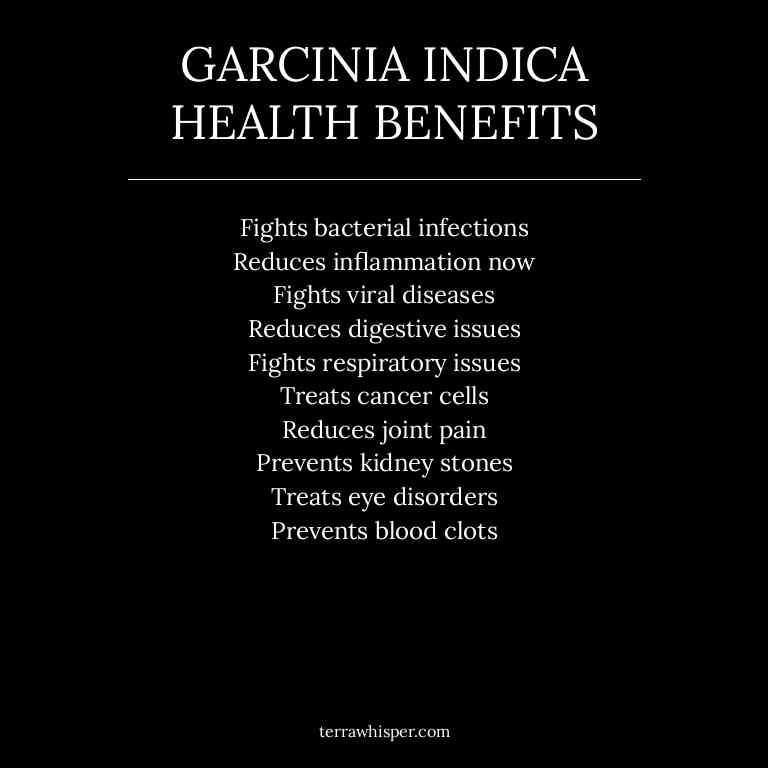 GARCINIA INDICA
HEALTH BENEFITS
Fights bacterial infections
Reduces inflammation now
Fights viral diseases
Reduces digestive issues
Fights respiratory issues
Treats cancer cells
Reduces joint pain
Prevents kidney stones
Treats eye disorders
Prevents blood clots
terrawhisper.com